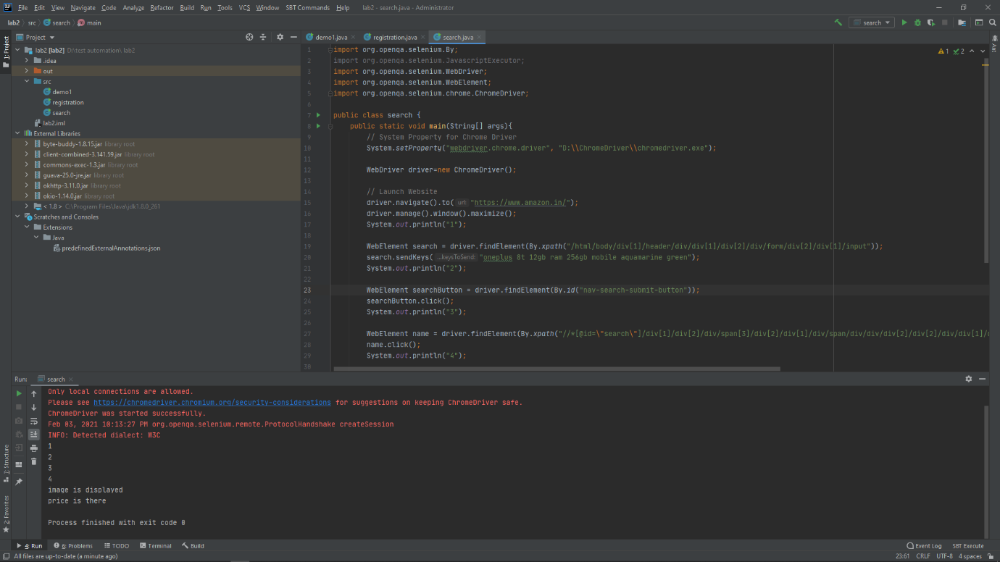 File Edit View Navigate Code Analyze Refactor Build Run Tools VCS Window SBT Commands Help lab2 - search.java - Administrator
lab2 src search main
search
Project
demo1.java registration.java search.java
1: Project
Ant
lab2 [lab2] D:\test automation\ lab2
.idea
out
src
demo1
registration
search
lab2.iml
External Libraries
byte-buddy-1.8.15.jar library root
client-combined-3.141.59.jar library root
commons-exec-1.3.jar library root
guava-25.0-jre.jar library root
okhttp-3.11.0.jar library root
okio-1.14.0.jar library root
< 1.8 > C:\Program Files\Java\jdk1.8.0_261
Scratches and Consoles
Extensions
Java
predefinedExternalAnnotations.json
1 2
1 import org.openqa.selenium.By;
2 import org.openqa.selenium.JavascriptExecutor;
3 import org.openqa.selenium.WebDriver;
4 import org.openqa.selenium.WebElement;
5 import org.openqa.selenium.chrome.ChromeDriver;
6
7 public class search {
8 public static void main(String[] args){
9 // System Property for Chrome Driver
10 System.setProperty("webdriver.chrome.driver", "D:\\ChromeDriver\\chromedriver.exe");
11
12 WebDriver driver=new ChromeDriver();
13
14 // Launch Website
15 driver.navigate().to( url: "https://www.amazon.in/");
16 driver.manage().window().maximize();
17 System.out.println("1");
18
19 WebElement search = driver.findElement(By.xpath("/html/body/div[1]/header/div/div[1]/div[2]/div/form/div[2]/div[1]/input"));
20 search.sendKeys( ...keysToSend: "oneplus 8t 12gb ram 256gb mobile aquamarine green");
21 System.out.println("2");
22
23 WebElement searchButton = driver.findElement(By.id("nav-search-submit-button"));
24 searchButton.click();
25 System.out.println("3");
26
27 WebElement name = driver.findElement(By.xpath("//*[@id=\"search\"]/div[1]/div[2]/div/span[3]/div[2]/div[1]/div/span/div/div/div[2]/div[2]/div/div[1]/
28 name.click();
29 System.out.println("4");
30
Run: search
Only local connections are allowed.
Please see https://chromedriver.chromium.org/security-considerations for suggestions on keeping ChromeDriver safe.
ChromeDriver was started successfully.
Feb 03, 2021 10:13:27 PM org.openqa.selenium.remote.ProtocolHandshake createSession
INFO: Detected dialect: W3C
1
2
3
4
image is displayed
price is there
Process finished with exit code 0
7: Structure
2: Favorites
4: Run 6: Problems TODO Terminal Build Event Log SBT Execute
All files are up-to-date (a minute ago) 23:61 CRLF UTF-8 4 spaces